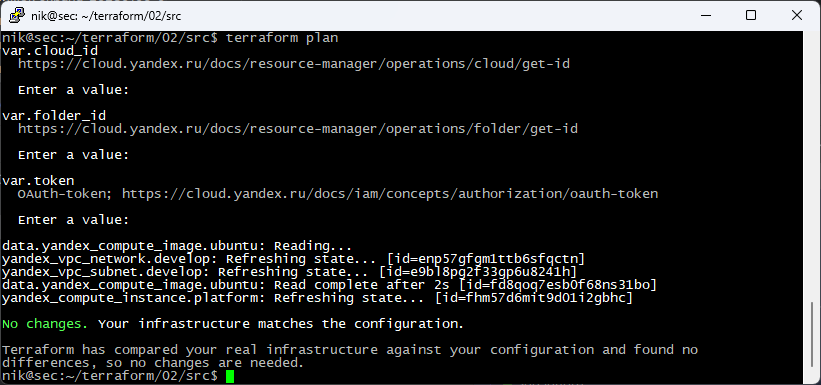 nik@sec: ~/terraform/02/src
nik@sec:~/terraform/02/src$ terraform plan
var.cloud_id
  https://cloud.yandex.ru/docs/resource-manager/operations/cloud/get-id
  Enter a value:
var.folder_id
  https://cloud.yandex.ru/docs/resource-manager/operations/folder/get-id
  Enter a value:
var.token
  OAuth-token; https://cloud.yandex.ru/docs/iam/concepts/authorization/oauth-token
  Enter a value:
data.yandex_compute_image.ubuntu: Reading...
yandex_vpc_network.develop: Refreshing state... [id=enp57gfgm1ttb6sfqctn]
yandex_vpc_subnet.develop: Refreshing state... [id=e9bl8pg2f33gp6u8241h]
data.yandex_compute_image.ubuntu: Read complete after 2s [id=fd8qoq7esb0f68ns31bo]
yandex_compute_instance.platform: Refreshing state... [id=fhm57d6mit9d01i2gbhc]
No changes. Your infrastructure matches the configuration.
Terraform has compared your real infrastructure against your configuration and found no
differences, so no changes are needed.
nik@sec:~/terraform/02/src$